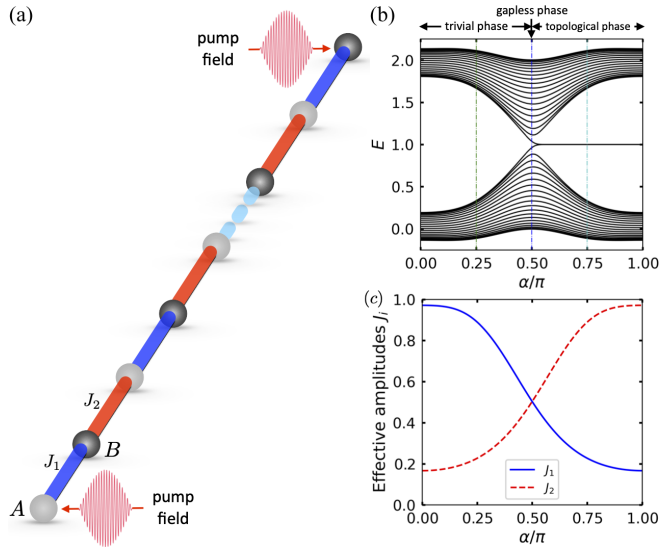 (a)
pump
field
J₂
J₁
B
A
pump
field
(b)
gapless phase
trivial phase
topological phase
2.0
1.5
E
1.0
0.5
0.0
0.00 0.25 0.50 0.75 1.00
α/π
(c)
1.0
0.8
0.6
0.4
0.2
0.0
Effective amplitudes Jᵢ
J₁
J₂
0.00 0.25 0.50 0.75 1.00
α/π